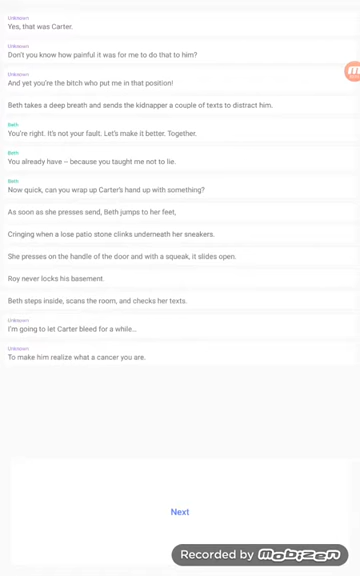 Unknown
Yes, that was Carter.
Unknown
Don't you know how painful it was for me to do that to him?
Unknown
And yet you're the bitch who put me in that position!
Beth takes a deep breath and sends the kidnapper a couple of texts to distract him.
Beth
You're right. It's not your fault. Let's make it better. Together.
Beth
You already have – because you taught me not to lie.
Beth
Now quick, can you wrap up Carter's hand up with something?
As soon as she presses send, Beth jumps to her feet,
Cringing when a lose patio stone clinks underneath her sneakers.
She presses on the handle of the door and with a squeak, it slides open.
Roy never locks his basement.
Beth steps inside, scans the room, and checks her texts.
Unknown
I'm going to let Carter bleed for a while...
Unknown
To make him realize what a cancer you are.
Next
Recorded by Mobizen